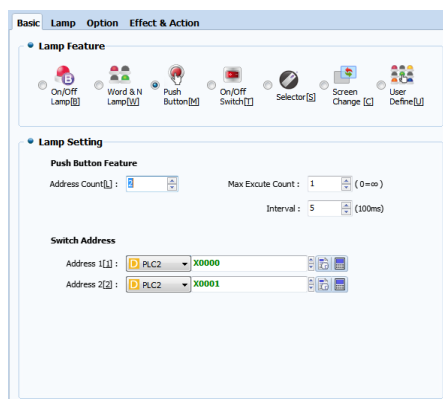 Basic Lamp Option Effect & Action
Lamp Feature
On/Off Lamp[B]
Word & N Lamp[W]
Push Button[M]
On/Off Switch[T]
Selector[S]
Screen Change [C]
User Define[U]
Lamp Setting
Push Button Feature
Address Count[L] : 2 Max Excute Count : 1 ( 0=∞ )
Interval : 5 (100ms)
Switch Address
Address 1[1] : D PLC2 X0000
Address 2[2] : D PLC2 X0001